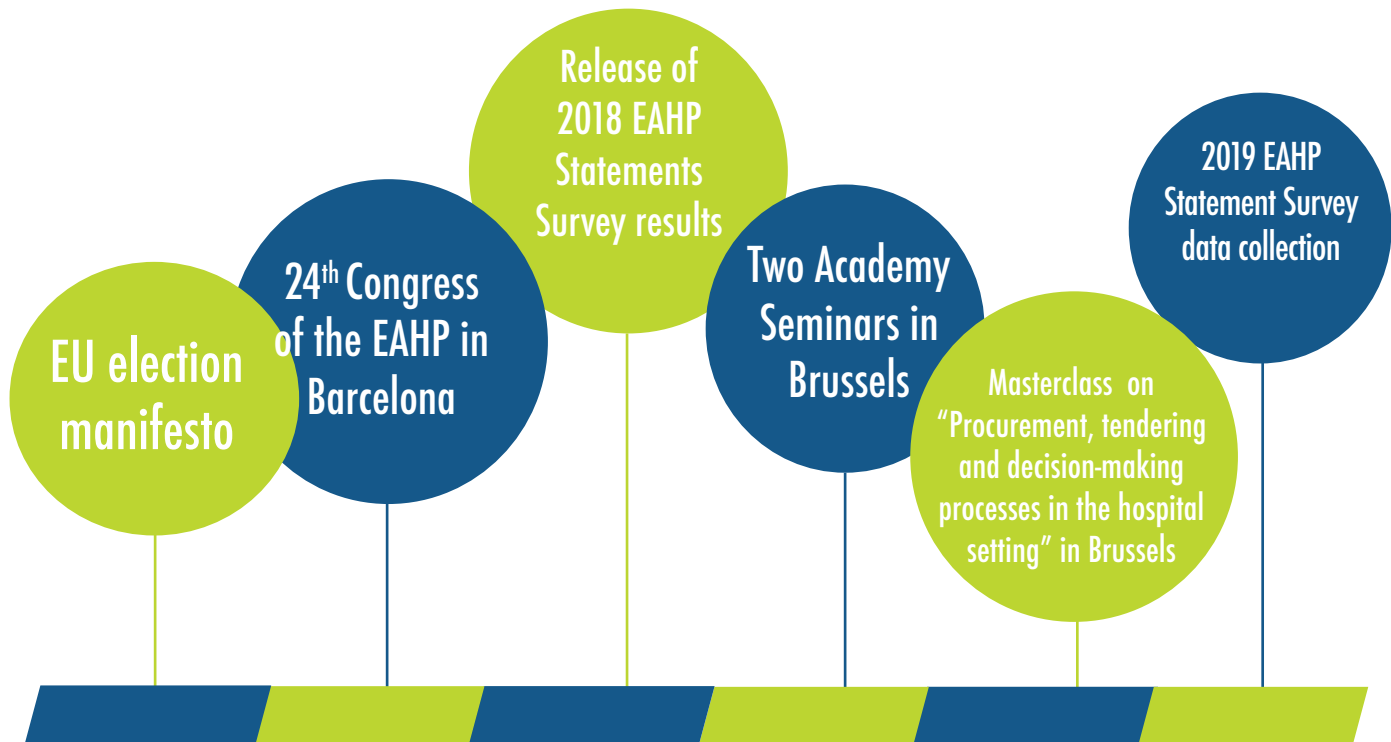 EU election
manifesto
24th Congress
of the EAHP in
Barcelona
Release of
2018 EAHP
Statements
Survey results
Two Academy
Seminars in
Brussels
Masterclass on
“Procurement, tendering
and decision-making
processes in the hospital
setting” in Brussels
2019 EAHP
Statement Survey
data collection